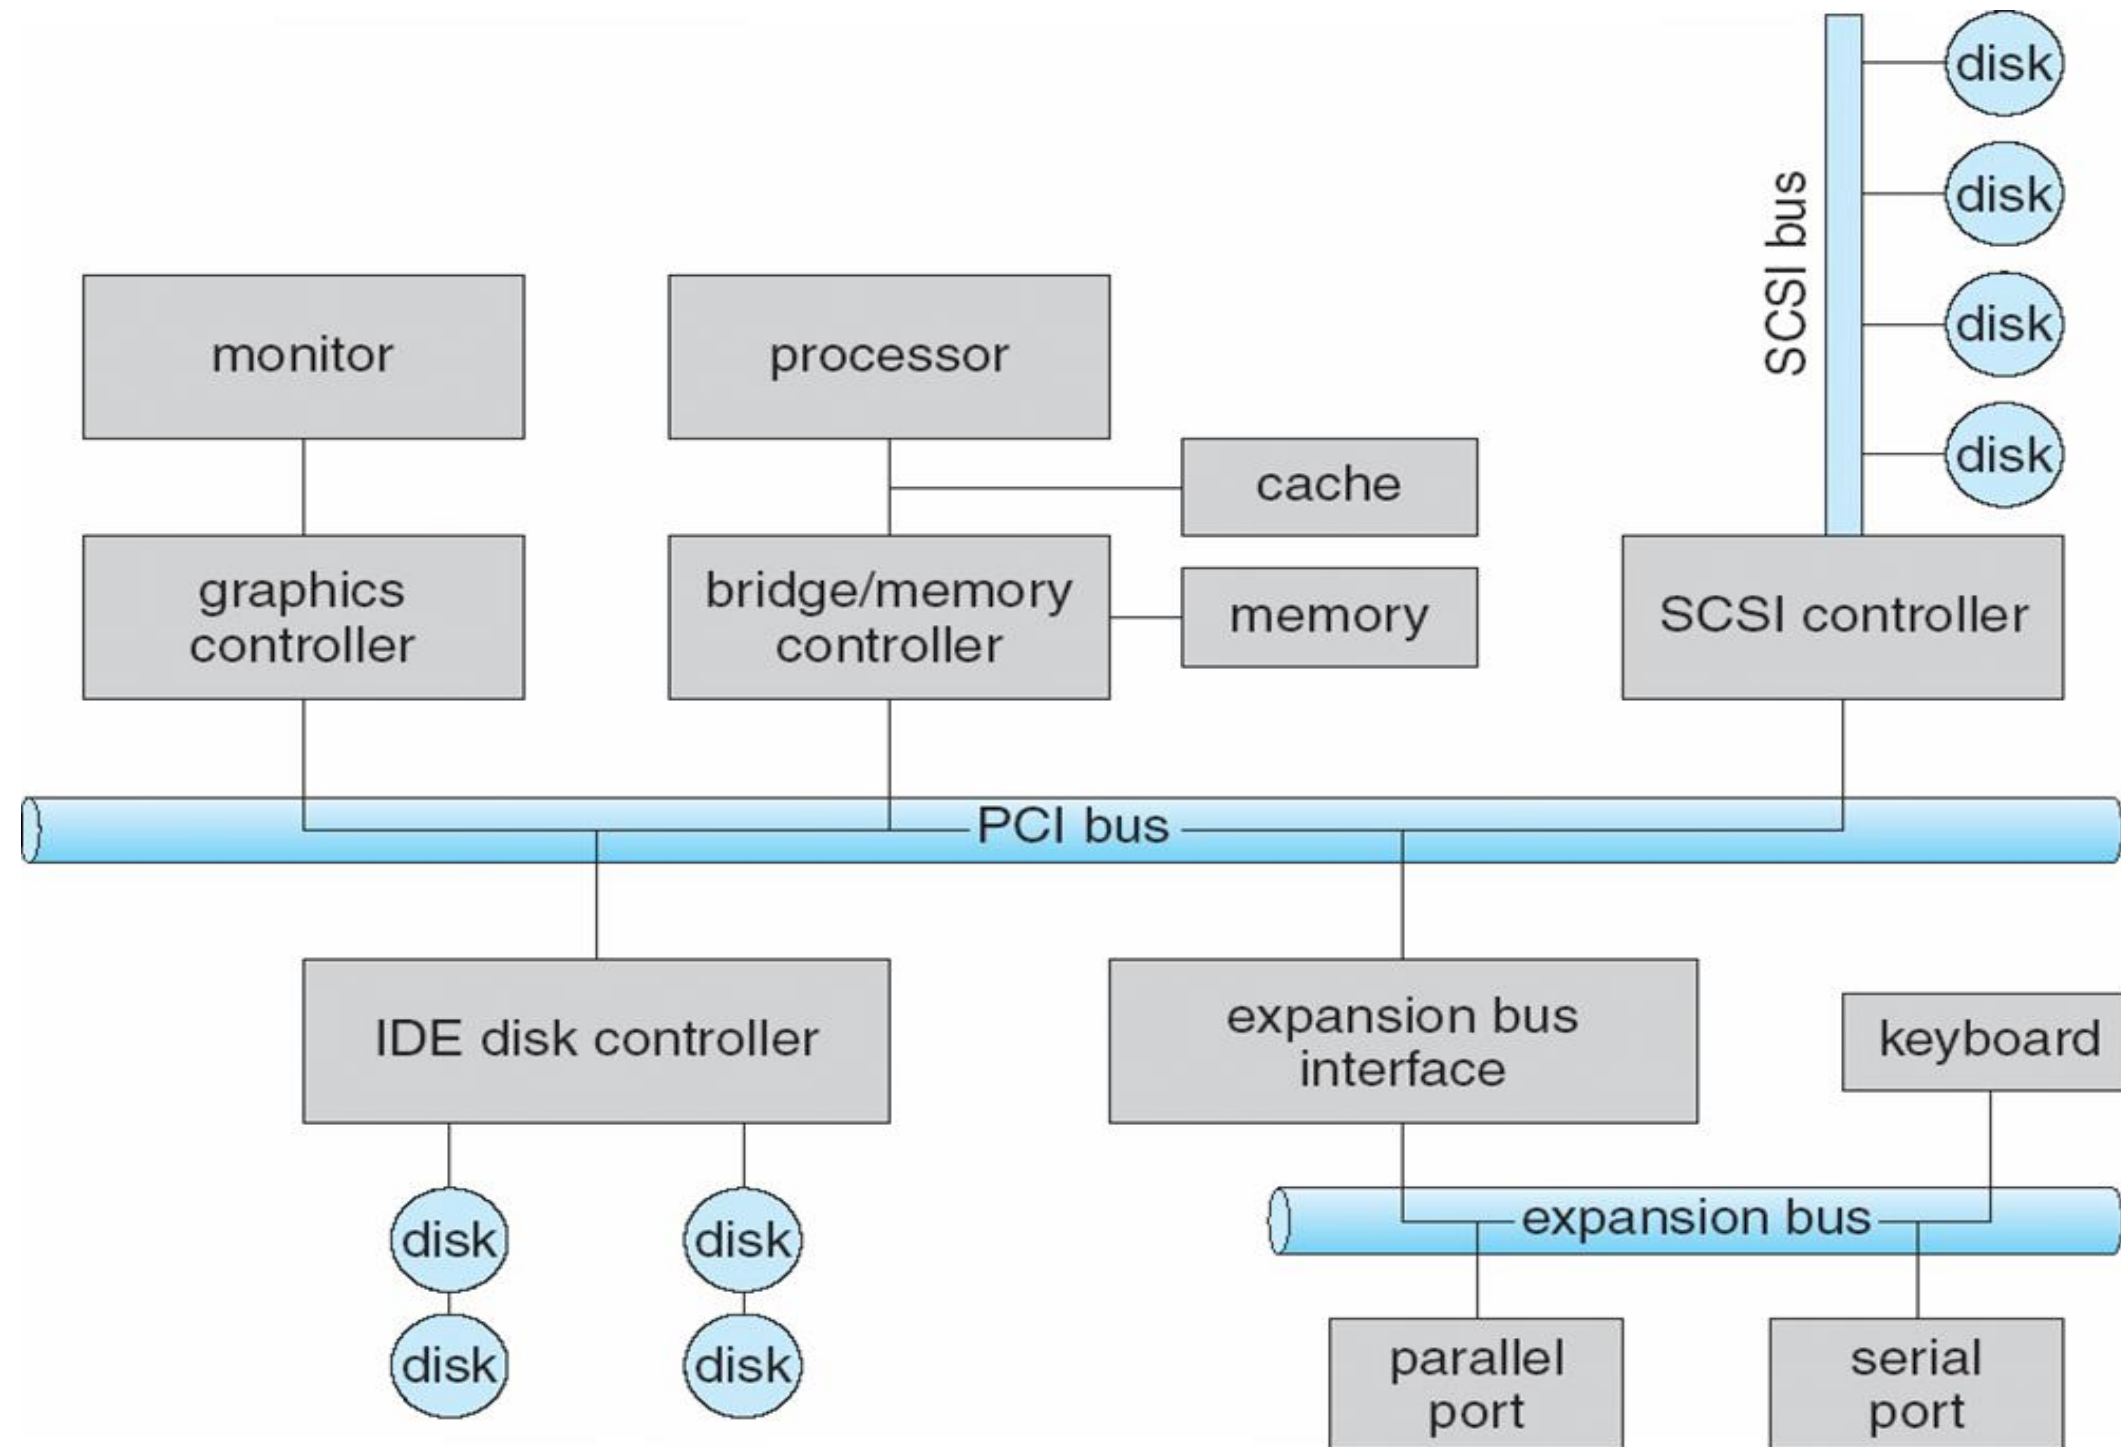 disk
disk
SCSI bus
disk
disk
monitor
processor
cache
graphics
controller
bridge/memory
controller
memory
SCSI controller
PCI bus
IDE disk controller
expansion bus
interface
keyboard
disk
disk
expansion bus
disk
disk
parallel
port
serial
port